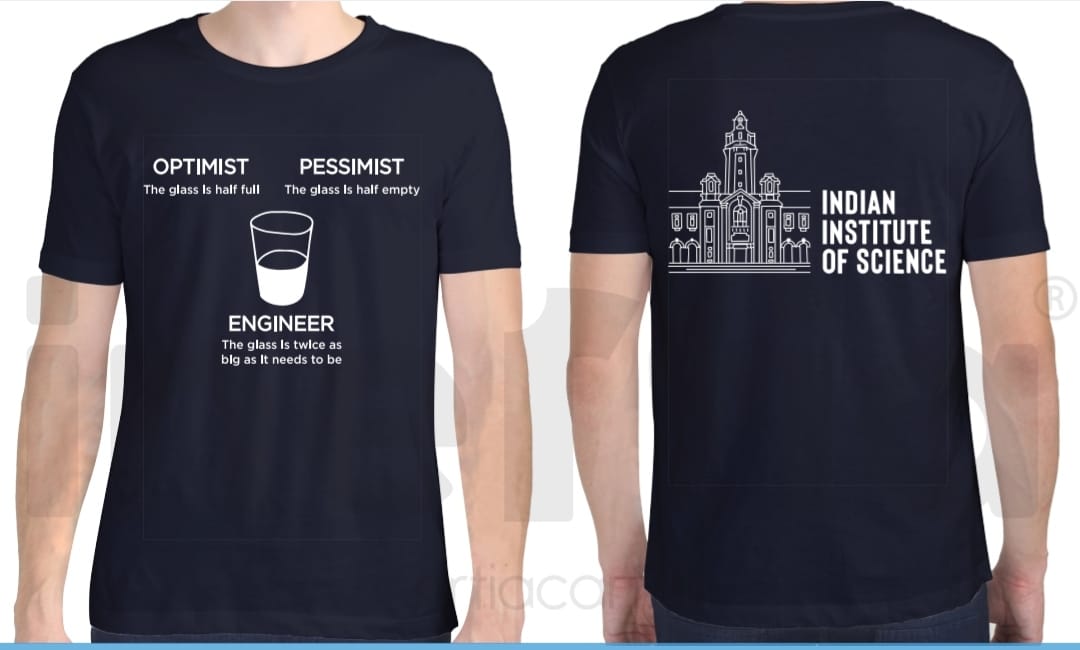 OPTIMIST PESSIMIST
The glass is half full The glass is half empty
ENGINEER
The glass is twice as
big as it needs to be
INDIAN
INSTITUTE
OF SCIENCE
®